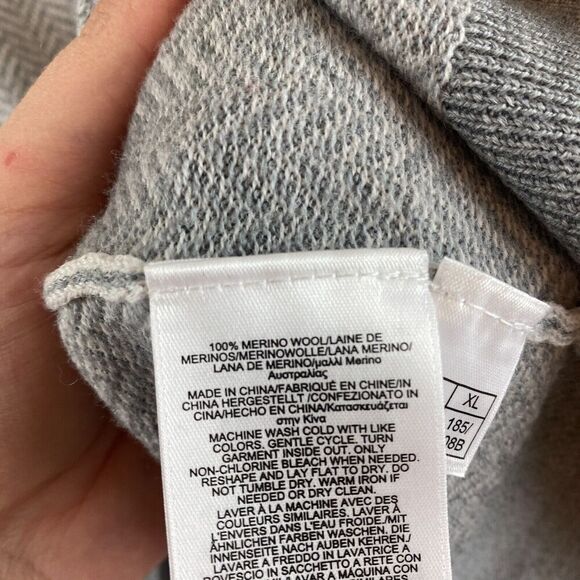 100% MERINO WOOL/LAINE DE
MERINOS/MERINOWOLLE/LANA MERINO/
LANA DE MERINO/μαλλί Merino
Αυστραλίας
MADE IN CHINA/FABRIQUÉ EN CHINE/IN
CHINA HERGESTELLT /CONFEZIONATO IN
CINA/HECHO EN CHINA/Κατασκευάζεται
στην Κίνα
MACHINE WASH COLD WITH LIKE
COLORS. GENTLE CYCLE. TURN
GARMENT INSIDE OUT. ONLY
NON-CHLORINE BLEACH WHEN NEEDED.
RESHAPE AND LAY FLAT TO DRY. DO
NOT TUMBLE DRY. WARM IRON IF
NEEDED OR DRY CLEAN.
LAVER À LA MACHINE AVEC DES
COULEURS SIMILAIRES. LAVER À
L'ENVERS DANS L'EAU FROIDE./MIT
ÄHNLICHEN FARBEN WASCHEN. DIE
INNENSEITE NACH AUßEN KEHREN./
LAVARE A FREDDO IN LAVATRICE A
ROVESCIO IN SACCHETTO A RETE CON
LAVAR A MÁQUINA CON
XL
185/
08B